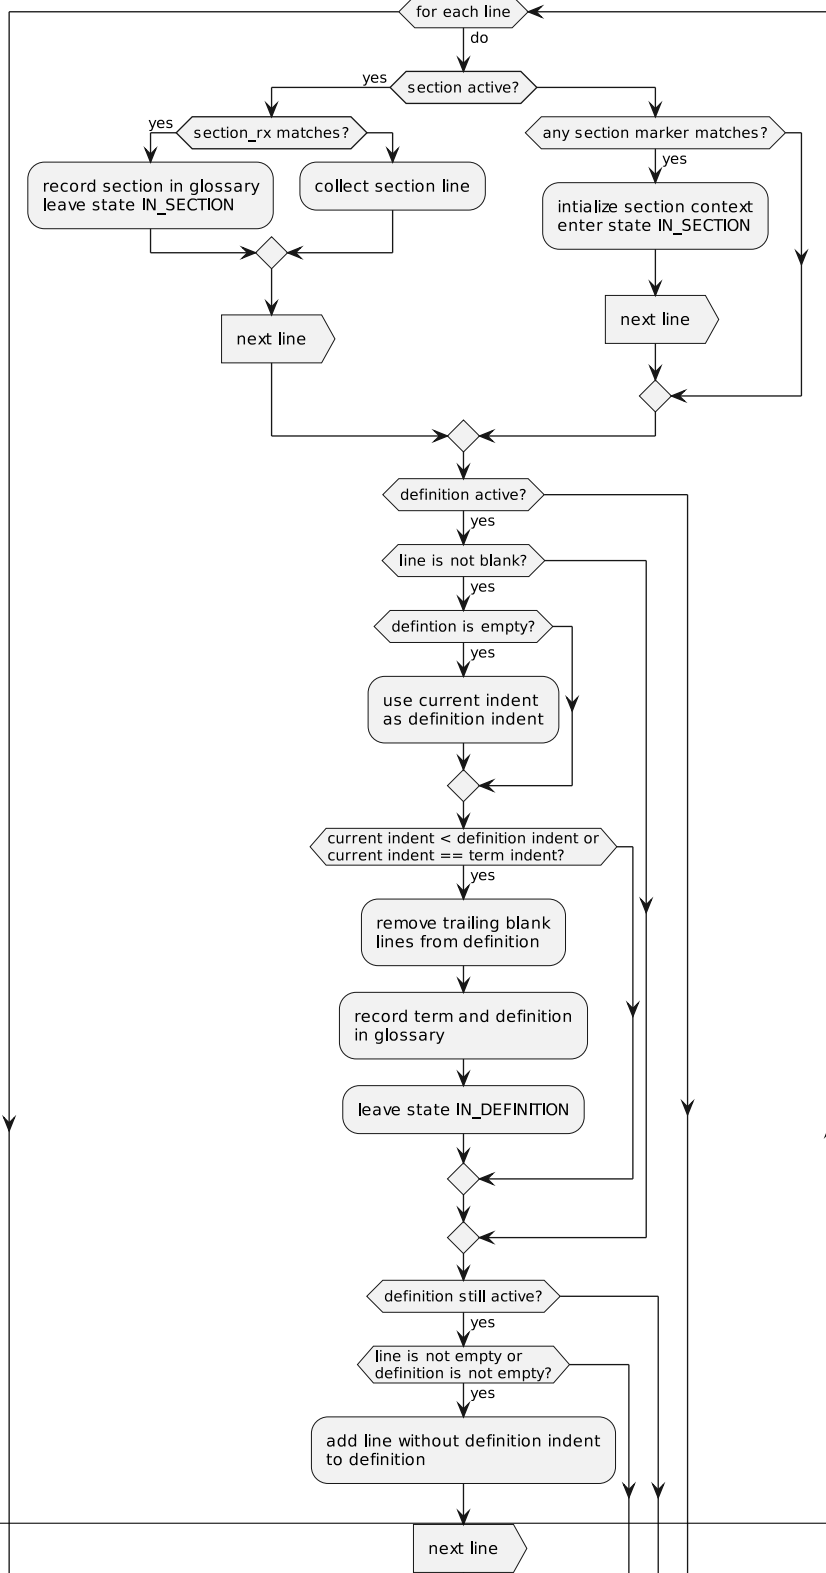 for each line
do
section active?
yes
section_rx matches?
yes
record section in glossary
leave state IN_SECTION
collect section line
next line
any section marker matches?
yes
intialize section context
enter state IN_SECTION
next line
definition active?
yes
line is not blank?
yes
defintion is empty?
yes
use current indent
as definition indent
current indent < definition indent or
current indent == term indent?
yes
remove trailing blank
lines from definition
record term and definition
in glossary
leave state IN_DEFINITION
definition still active?
yes
line is not empty or
definition is not empty?
yes
add line without definition indent
to definition
next line